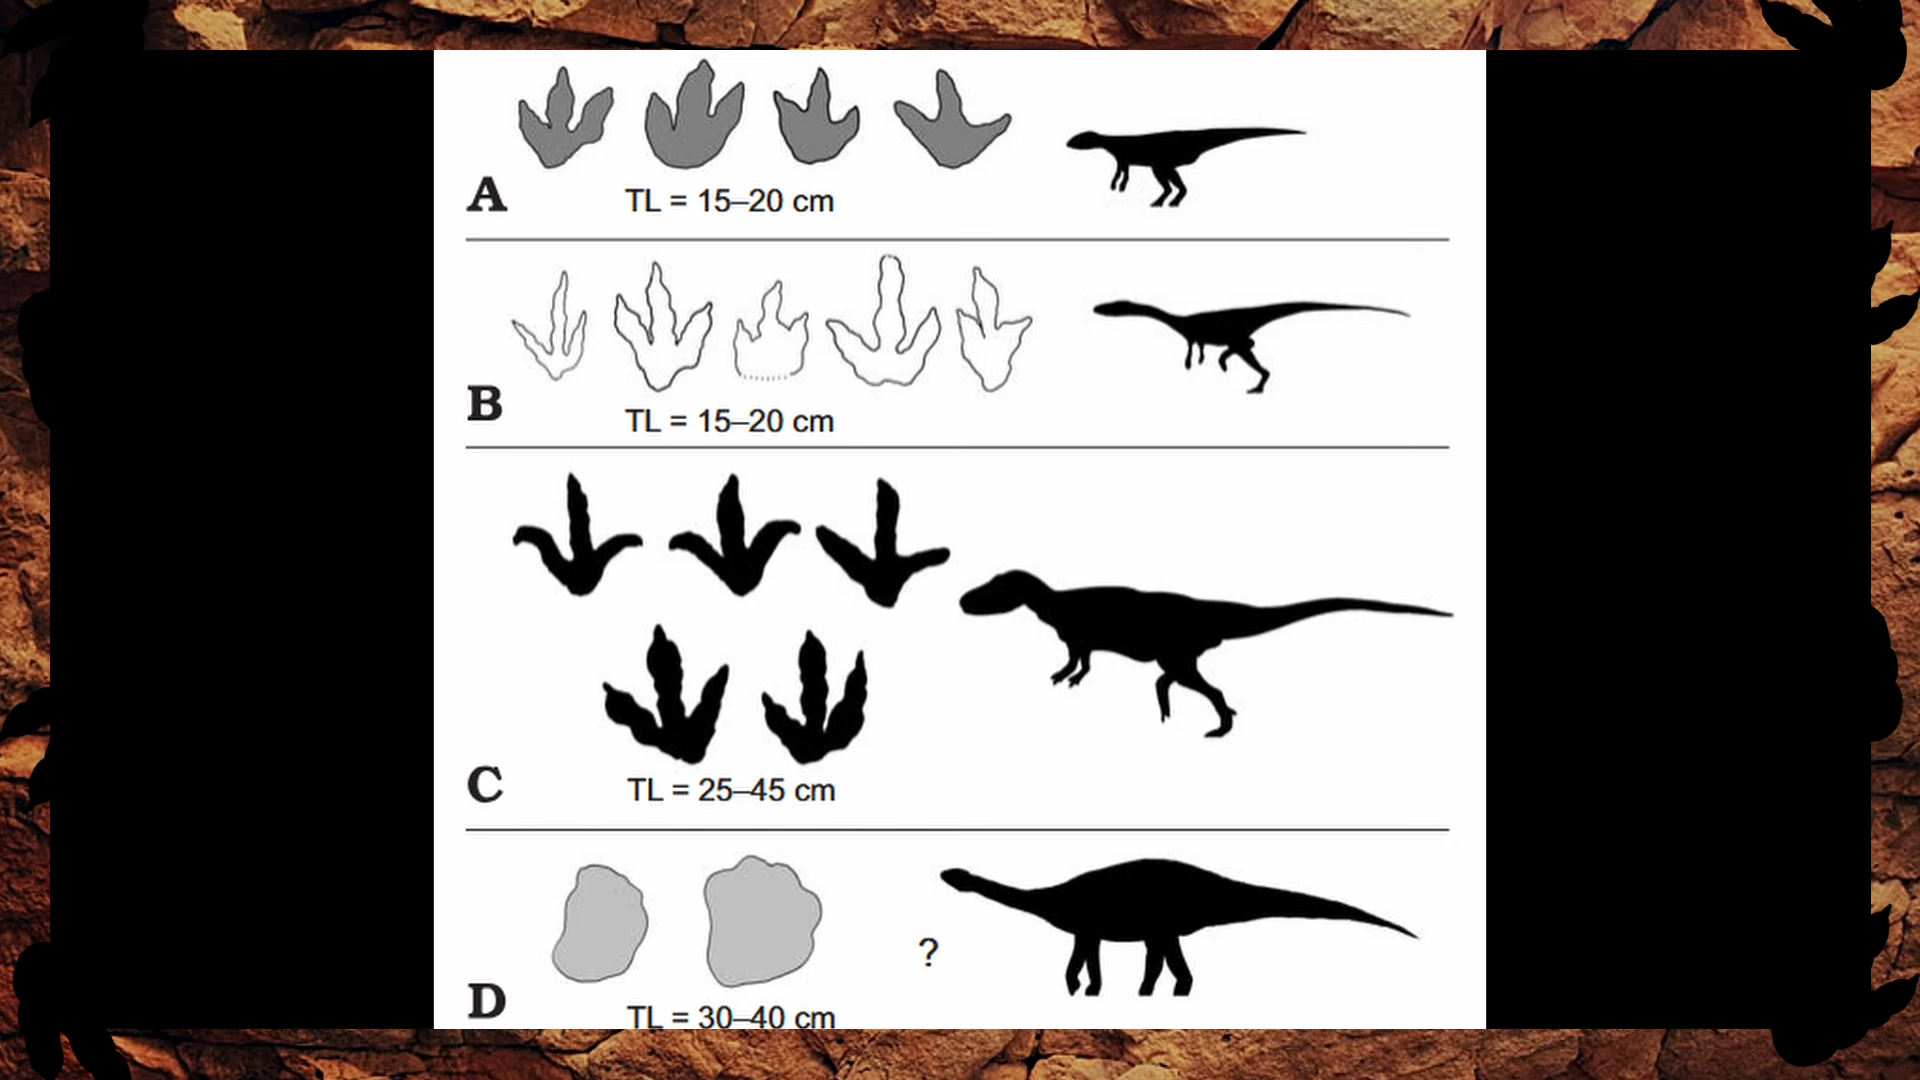 A
TL = 15–20 cm
B
TL = 15–20 cm
C
TL = 25–45 cm
?
D
TL = 30–40 cm